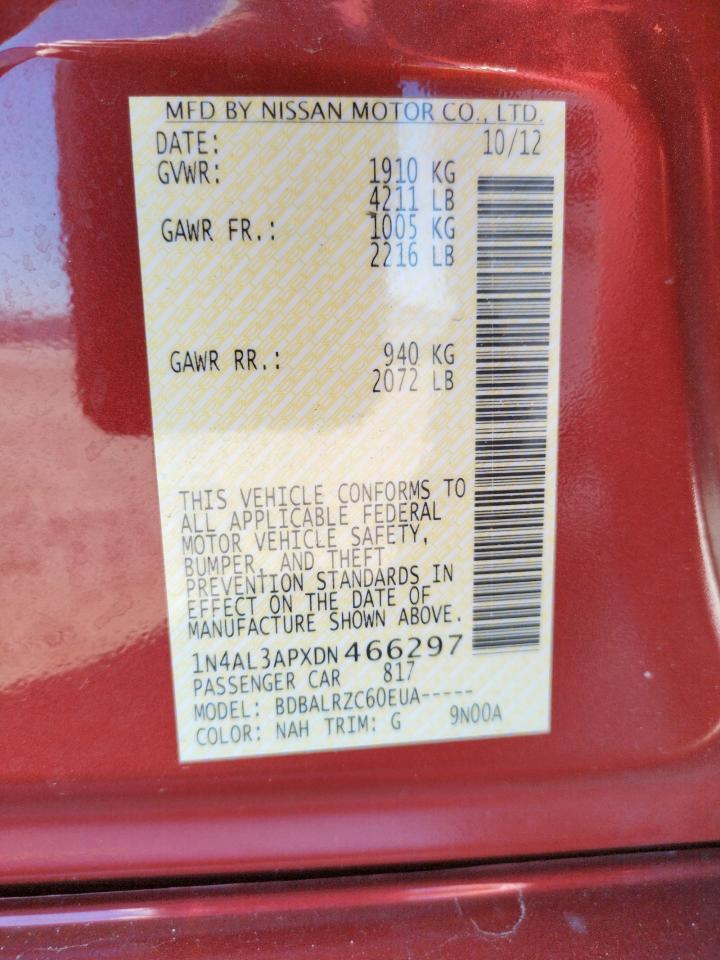 MFD BY NISSAN MOTOR CO., LTD.
DATE: 10/12
GVWR: 1910 KG
4211 LB
GAWR FR.: 1005 KG
2216 LB
GAWR RR.: 940 KG
2072 LB
THIS VEHICLE CONFORMS TO
ALL APPLICABLE FEDERAL
MOTOR VEHICLE SAFETY,
BUMPER, AND THEFT
PREVENTION STANDARDS IN
EFFECT ON THE DATE OF
MANUFACTURE SHOWN ABOVE.
1N4AL3APXDN466297
PASSENGER CAR 817
MODEL: BDBALRZC60EUA-----
COLOR: NAH TRIM: G 9N00A